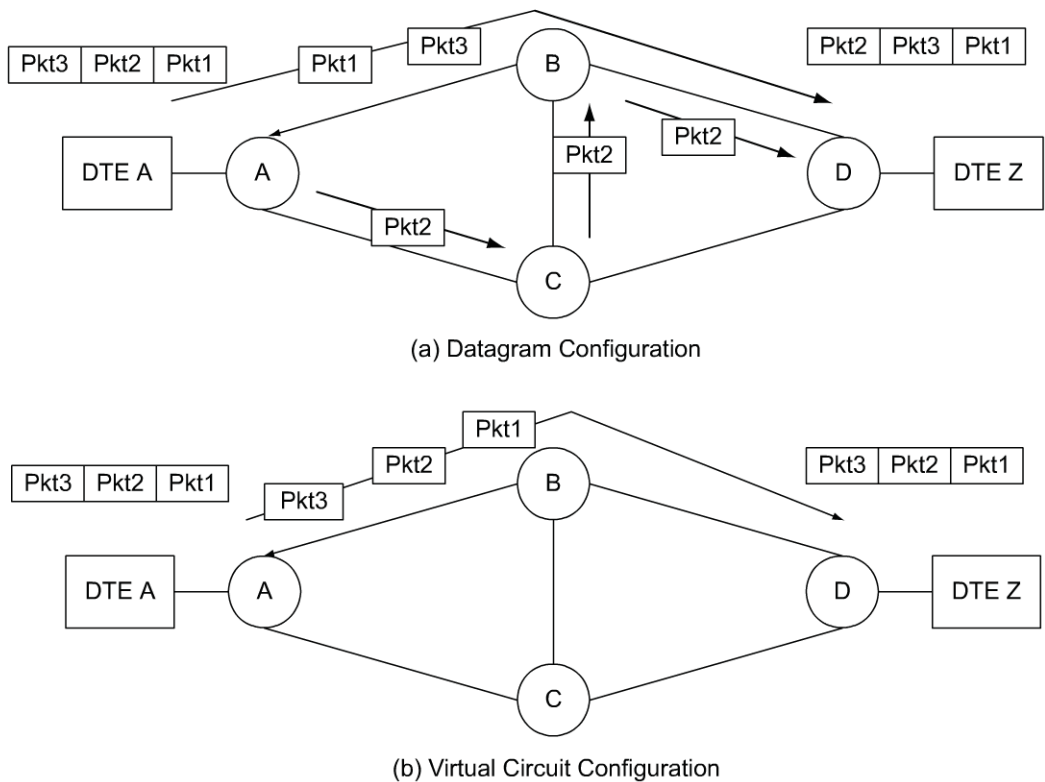 Pkt3 Pkt2 Pkt1
Pkt1
Pkt3
Pkt2 Pkt3 Pkt1
B
Pkt2
Pkt2
DTE A
A
D
DTE Z
Pkt2
C
(a) Datagram Configuration
Pkt1
Pkt2
Pkt3
Pkt3 Pkt2 Pkt1
Pkt3 Pkt2 Pkt1
B
DTE A
A
D
DTE Z
C
(b) Virtual Circuit Configuration